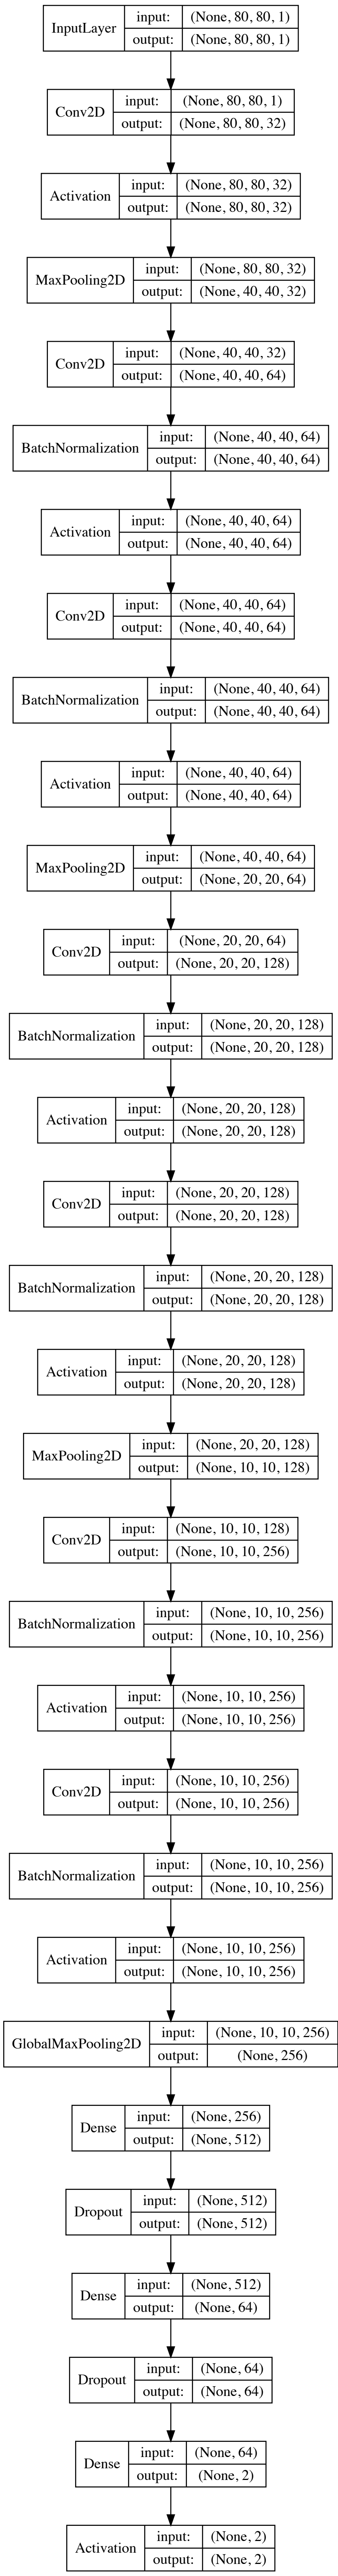 InputLayer input: (None, 80, 80, 1)
output: (None, 80, 80, 1)
Conv2D input: (None, 80, 80, 1)
output: (None, 80, 80, 32)
Activation input: (None, 80, 80, 32)
output: (None, 80, 80, 32)
MaxPooling2D input: (None, 80, 80, 32)
output: (None, 40, 40, 32)
Conv2D input: (None, 40, 40, 32)
output: (None, 40, 40, 64)
BatchNormalization input: (None, 40, 40, 64)
output: (None, 40, 40, 64)
Activation input: (None, 40, 40, 64)
output: (None, 40, 40, 64)
Conv2D input: (None, 40, 40, 64)
output: (None, 40, 40, 64)
BatchNormalization input: (None, 40, 40, 64)
output: (None, 40, 40, 64)
Activation input: (None, 40, 40, 64)
output: (None, 40, 40, 64)
MaxPooling2D input: (None, 40, 40, 64)
output: (None, 20, 20, 64)
Conv2D input: (None, 20, 20, 64)
output: (None, 20, 20, 128)
BatchNormalization input: (None, 20, 20, 128)
output: (None, 20, 20, 128)
Activation input: (None, 20, 20, 128)
output: (None, 20, 20, 128)
Conv2D input: (None, 20, 20, 128)
output: (None, 20, 20, 128)
BatchNormalization input: (None, 20, 20, 128)
output: (None, 20, 20, 128)
Activation input: (None, 20, 20, 128)
output: (None, 20, 20, 128)
MaxPooling2D input: (None, 20, 20, 128)
output: (None, 10, 10, 128)
Conv2D input: (None, 10, 10, 128)
output: (None, 10, 10, 256)
BatchNormalization input: (None, 10, 10, 256)
output: (None, 10, 10, 256)
Activation input: (None, 10, 10, 256)
output: (None, 10, 10, 256)
Conv2D input: (None, 10, 10, 256)
output: (None, 10, 10, 256)
BatchNormalization input: (None, 10, 10, 256)
output: (None, 10, 10, 256)
Activation input: (None, 10, 10, 256)
output: (None, 10, 10, 256)
GlobalMaxPooling2D input: (None, 10, 10, 256)
output: (None, 256)
Dense input: (None, 256)
output: (None, 512)
Dropout input: (None, 512)
output: (None, 512)
Dense input: (None, 512)
output: (None, 64)
Dropout input: (None, 64)
output: (None, 64)
Dense input: (None, 64)
output: (None, 2)
Activation input: (None, 2)
output: (None, 2)